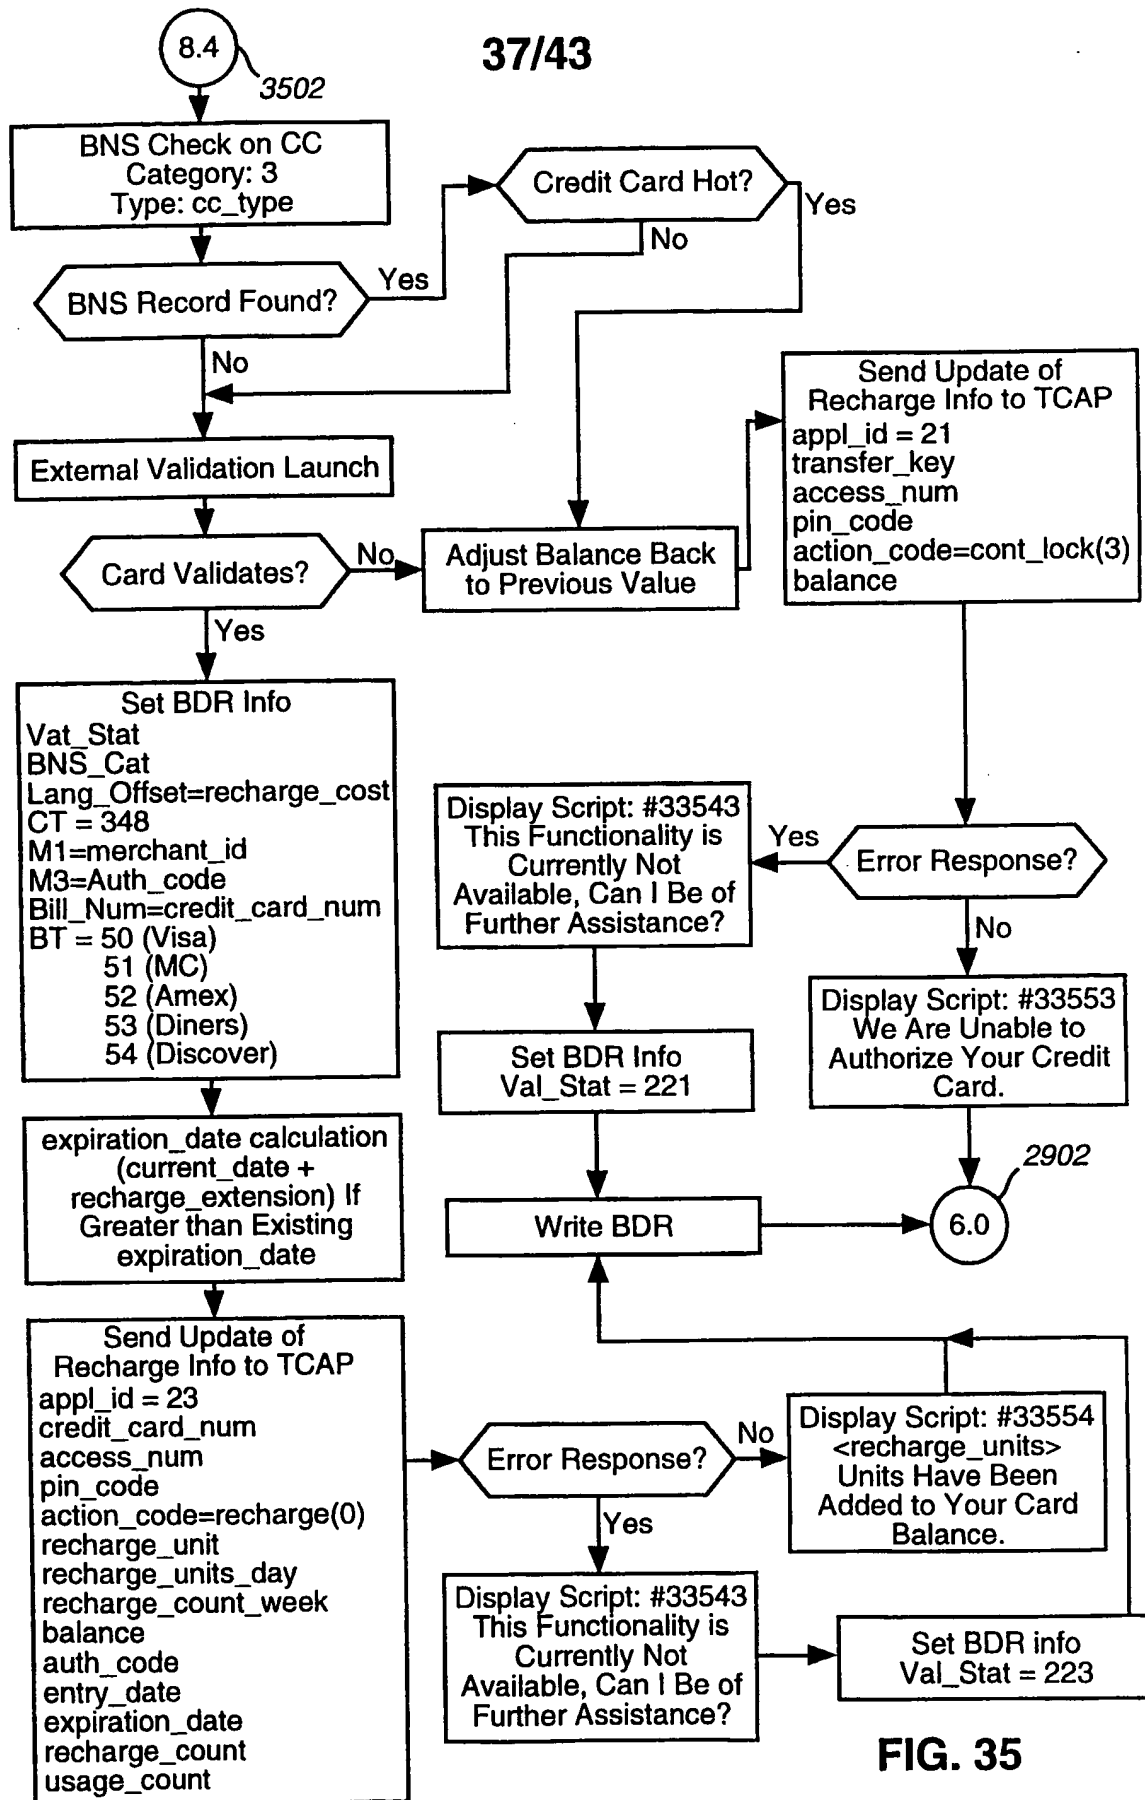 37/43
8.4
3502
BNS Check on CC
Category: 3
Type: cc_type
Credit Card Hot?
Yes
No
BNS Record Found?
Yes
No
External Validation Launch
Card Validates?
No
Yes
Adjust Balance Back
to Previous Value
Send Update of
Recharge Info to TCAP
appl_id = 21
transfer_key
access_num
pin_code
action_code=cont_lock(3)
balance
Set BDR Info
Vat_Stat
BNS_Cat
Lang_Offset=recharge_cost
CT = 348
M1=merchant_id
M3=Auth_code
Bill_Num=credit_card_num
BT = 50 (Visa)
51 (MC)
52 (Amex)
53 (Diners)
54 (Discover)
Error Response?
Yes
No
Display Script: #33543
This Functionality is
Currently Not
Available, Can I Be of
Further Assistance?
Display Script: #33553
We Are Unable to
Authorize Your Credit
Card.
Set BDR Info
Val_Stat = 221
2902
6.0
Write BDR
expiration_date calculation
(current_date +
recharge_extension) If
Greater than Existing
expiration_date
Send Update of
Recharge Info to TCAP
appl_id = 23
credit_card_num
access_num
pin_code
action_code=recharge(0)
recharge_unit
recharge_units_day
recharge_count_week
balance
auth_code
entry_date
expiration_date
recharge_count
usage_count
Error Response?
No
Yes
Display Script: #33554
<recharge_units>
Units Have Been
Added to Your Card
Balance.
Display Script: #33543
This Functionality is
Currently Not
Available, Can I Be of
Further Assistance?
Set BDR info
Val_Stat = 223
FIG. 35